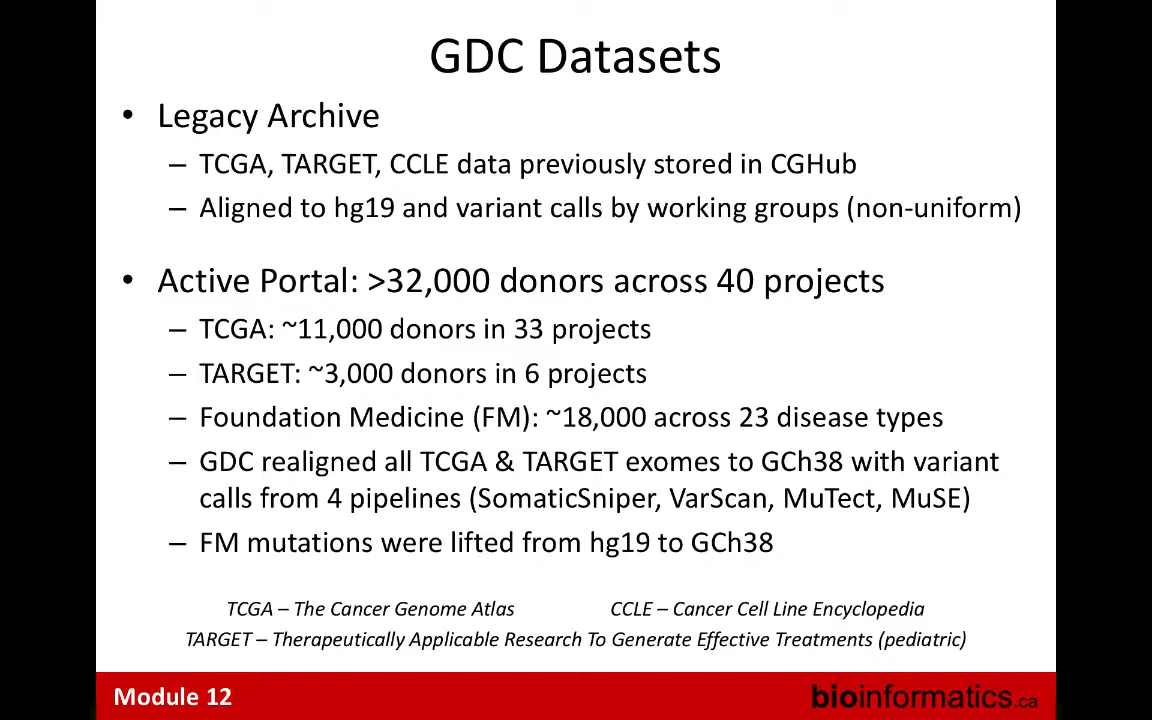 GDC Datasets
• Legacy Archive
– TCGA, TARGET, CCLE data previously stored in CGHub
– Aligned to hg19 and variant calls by working groups (non-uniform)
• Active Portal: >32,000 donors across 40 projects
– TCGA: ~11,000 donors in 33 projects
– TARGET: ~3,000 donors in 6 projects
– Foundation Medicine (FM): ~18,000 across 23 disease types
– GDC realigned all TCGA & TARGET exomes to GCh38 with variant
calls from 4 pipelines (SomaticSniper, VarScan, MuTect, MuSE)
– FM mutations were lifted from hg19 to GCh38
TCGA – The Cancer Genome Atlas CCLE – Cancer Cell Line Encyclopedia
TARGET – Therapeutically Applicable Research To Generate Effective Treatments (pediatric)
Module 12 bioinformatics.ca